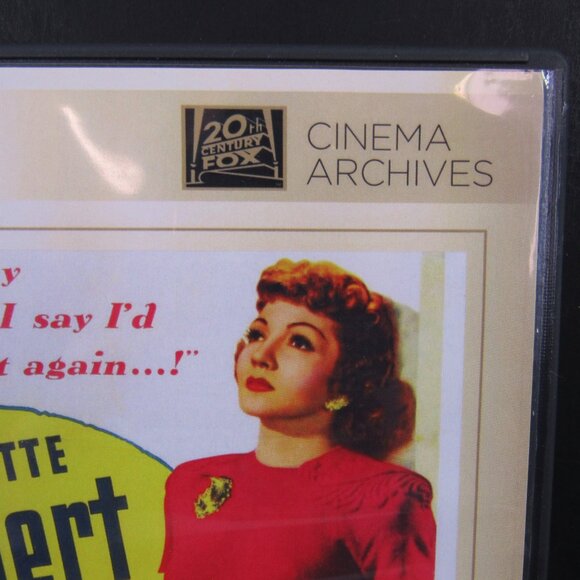 20th
CENTURY
FOX
CINEMA
ARCHIVES
y
I say I'd
t again...!"
TTE
ert